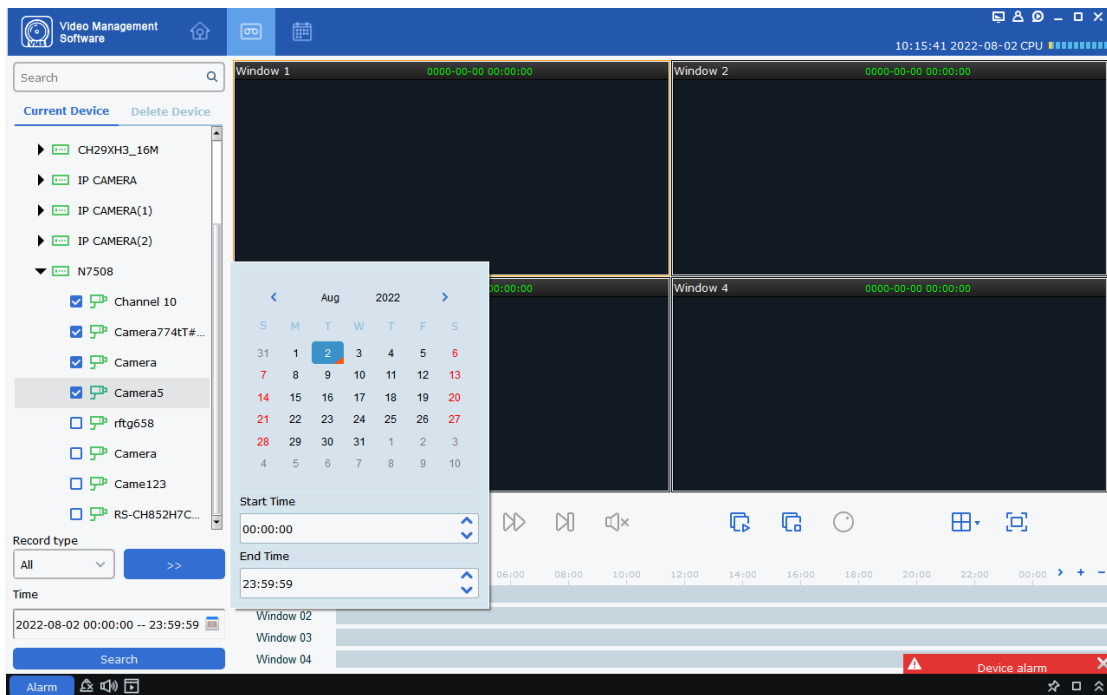 Video Management
Software
VMS
10:15:41 2022-08-02 CPU
Search
Current Device Delete Device
CH29XH3_16M
IP CAMERA
IP CAMERA(1)
IP CAMERA(2)
N7508
Channel 10
Camera774tT#...
Camera
Camera5
rftg658
Camera
Came123
RS-CH852H7C...
Record type
All >>
Time
2022-08-02 00:00:00 -- 23:59:59
Search
Window 1 0000-00-00 00:00:00
Window 2 0000-00-00 00:00:00
00:00:00
Window 4 0000-00-00 00:00:00
< Aug 2022 >
S M T W T F S
31 1 2 3 4 5 6
7 8 9 10 11 12 13
14 15 16 17 18 19 20
21 22 23 24 25 26 27
28 29 30 31 1 2 3
4 5 6 7 8 9 10
Start Time
00:00:00
End Time
23:59:59
06:00 08:00 10:00 12:00 14:00 16:00 18:00 20:00 22:00 00:00 > + -
Window 02
Window 03
Window 04
Device alarm
Alarm